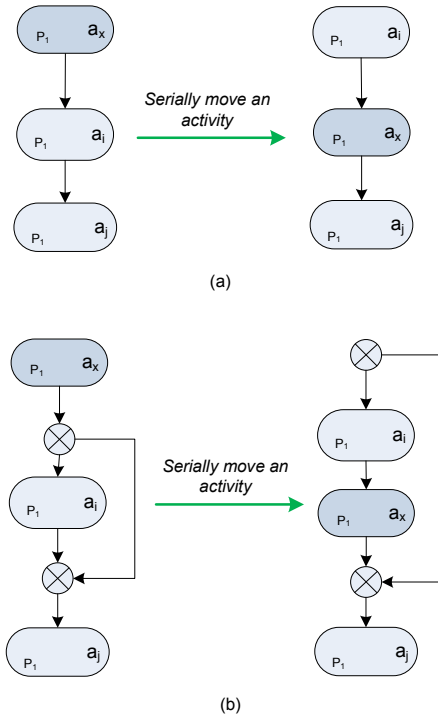 P1 ax
P1 ai
P1 aj
Serially move an
activity
P1 ai
P1 ax
P1 aj
(a)
P1 ax
P1 ai
P1 aj
Serially move an
activity
P1 ai
P1 ax
P1 aj
(b)